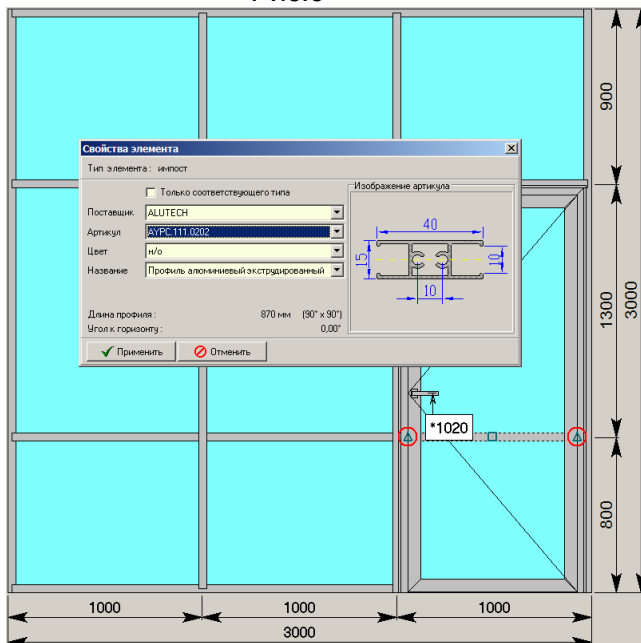 900
Свойства элемента
Тип элемента: импост
Только соответствующего типа
Изображение артикула
Поставщик ALUTECH
Артикул AYPC.111.0202
Цвет н/о
Название Профиль алюминиевый экструдированный
40
15
10
10
Длина профиля: 870 мм (90° x 90°)
Угол к горизонту: 0,00°
Применить Отменить
1300
3000
*1020
800
1000 1000 1000
3000